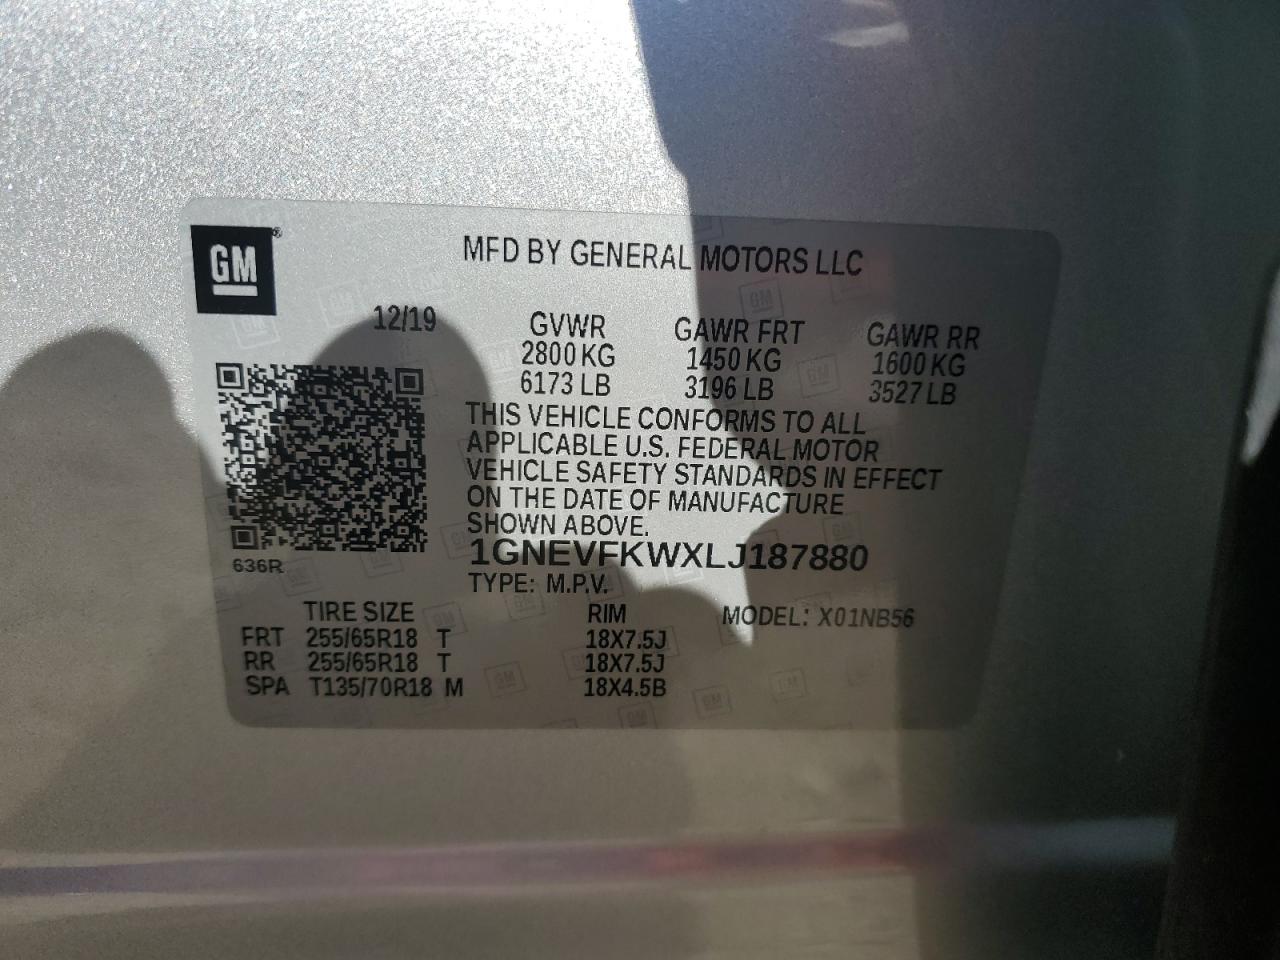 GM®
MFD BY GENERAL MOTORS LLC
12/19
GVWR GAWR FRT GAWR RR
2800 KG 1450 KG 1600 KG
6173 LB 3196 LB 3527 LB
THIS VEHICLE CONFORMS TO ALL
APPLICABLE U.S. FEDERAL MOTOR
VEHICLE SAFETY STANDARDS IN EFFECT
ON THE DATE OF MANUFACTURE
SHOWN ABOVE.
1GNEVFKWXLJ187880
636R
TYPE: M.P.V.
TIRE SIZE RIM MODEL: X01NB56
FRT 255/65R18 T 18X7.5J
RR 255/65R18 T 18X7.5J
SPA T135/70R18 M 18X4.5B